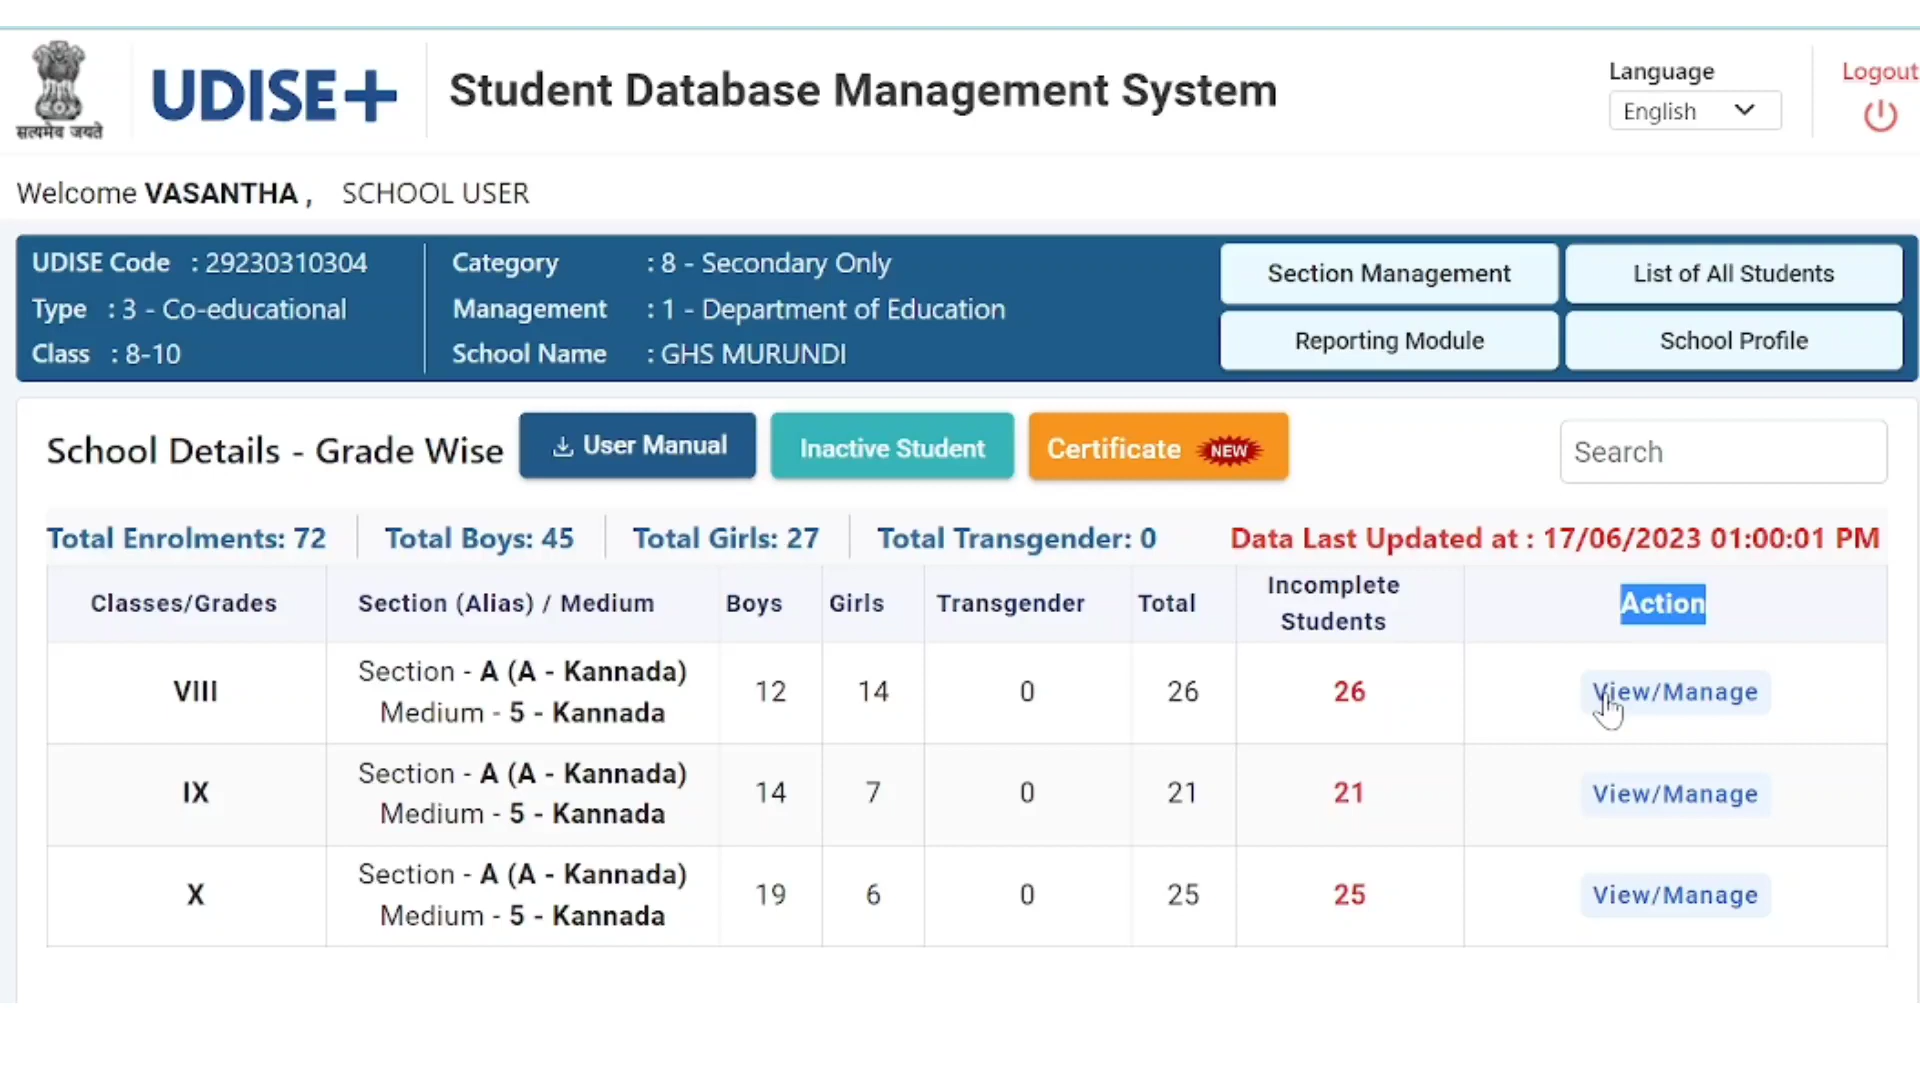 सत्यमेव जयते
UDISE+
Student Database Management System
Language
English
Logout
Welcome VASANTHA , SCHOOL USER
UDISE Code : 29230310304
Type : 3 - Co-educational
Class : 8-10
Category : 8 - Secondary Only
Management : 1 - Department of Education
School Name : GHS MURUNDI
Section Management
List of All Students
Reporting Module
School Profile
School Details - Grade Wise
User Manual
Inactive Student
Certificate NEW
Search
Total Enrolments: 72 Total Boys: 45 Total Girls: 27 Total Transgender: 0 Data Last Updated at : 17/06/2023 01:00:01 PM
Classes/Grades Section (Alias) / Medium Boys Girls Transgender Total Incomplete Students Action
VIII Section - A (A - Kannada) Medium - 5 - Kannada 12 14 0 26 26 View/Manage
IX Section - A (A - Kannada) Medium - 5 - Kannada 14 7 0 21 21 View/Manage
X Section - A (A - Kannada) Medium - 5 - Kannada 19 6 0 25 25 View/Manage